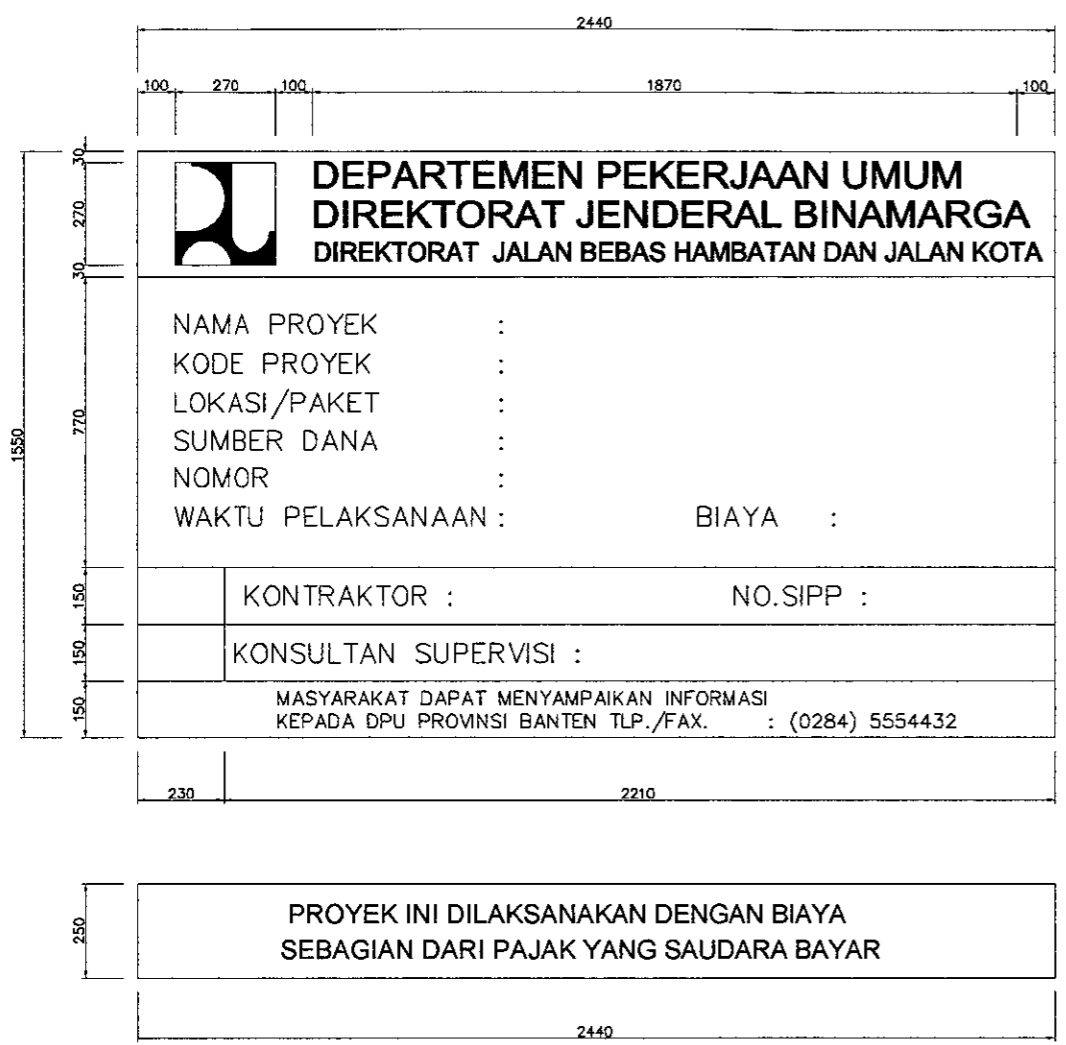 2440
100 270 100 1870 100
30
270
30
770
1550
150
150
150
DEPARTEMEN PEKERJAAN UMUM
DIREKTORAT JENDERAL BINAMARGA
DIREKTORAT JALAN BEBAS HAMBATAN DAN JALAN KOTA
NAMA PROYEK :
KODE PROYEK :
LOKASI/PAKET :
SUMBER DANA :
NOMOR :
WAKTU PELAKSANAAN : BIAYA :
KONTRAKTOR : NO.SIPP :
KONSULTAN SUPERVISI :
MASYARAKAT DAPAT MENYAMPAIKAN INFORMASI
KEPADA DPU PROVINSI BANTEN TLP./FAX. : (0284) 5554432
230 2210
250
PROYEK INI DILAKSANAKAN DENGAN BIAYA
SEBAGIAN DARI PAJAK YANG SAUDARA BAYAR
2440